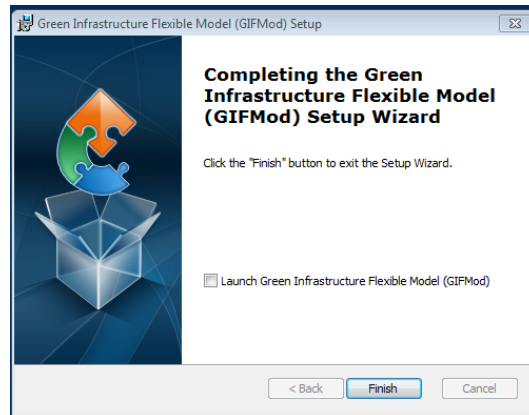 Green Infrastructure Flexible Model (GIFMod) Setup
Completing the Green
Infrastructure Flexible Model
(GIFMod) Setup Wizard
Click the "Finish" button to exit the Setup Wizard.
Launch Green Infrastructure Flexible Model (GIFMod)
< Back
Finish
Cancel